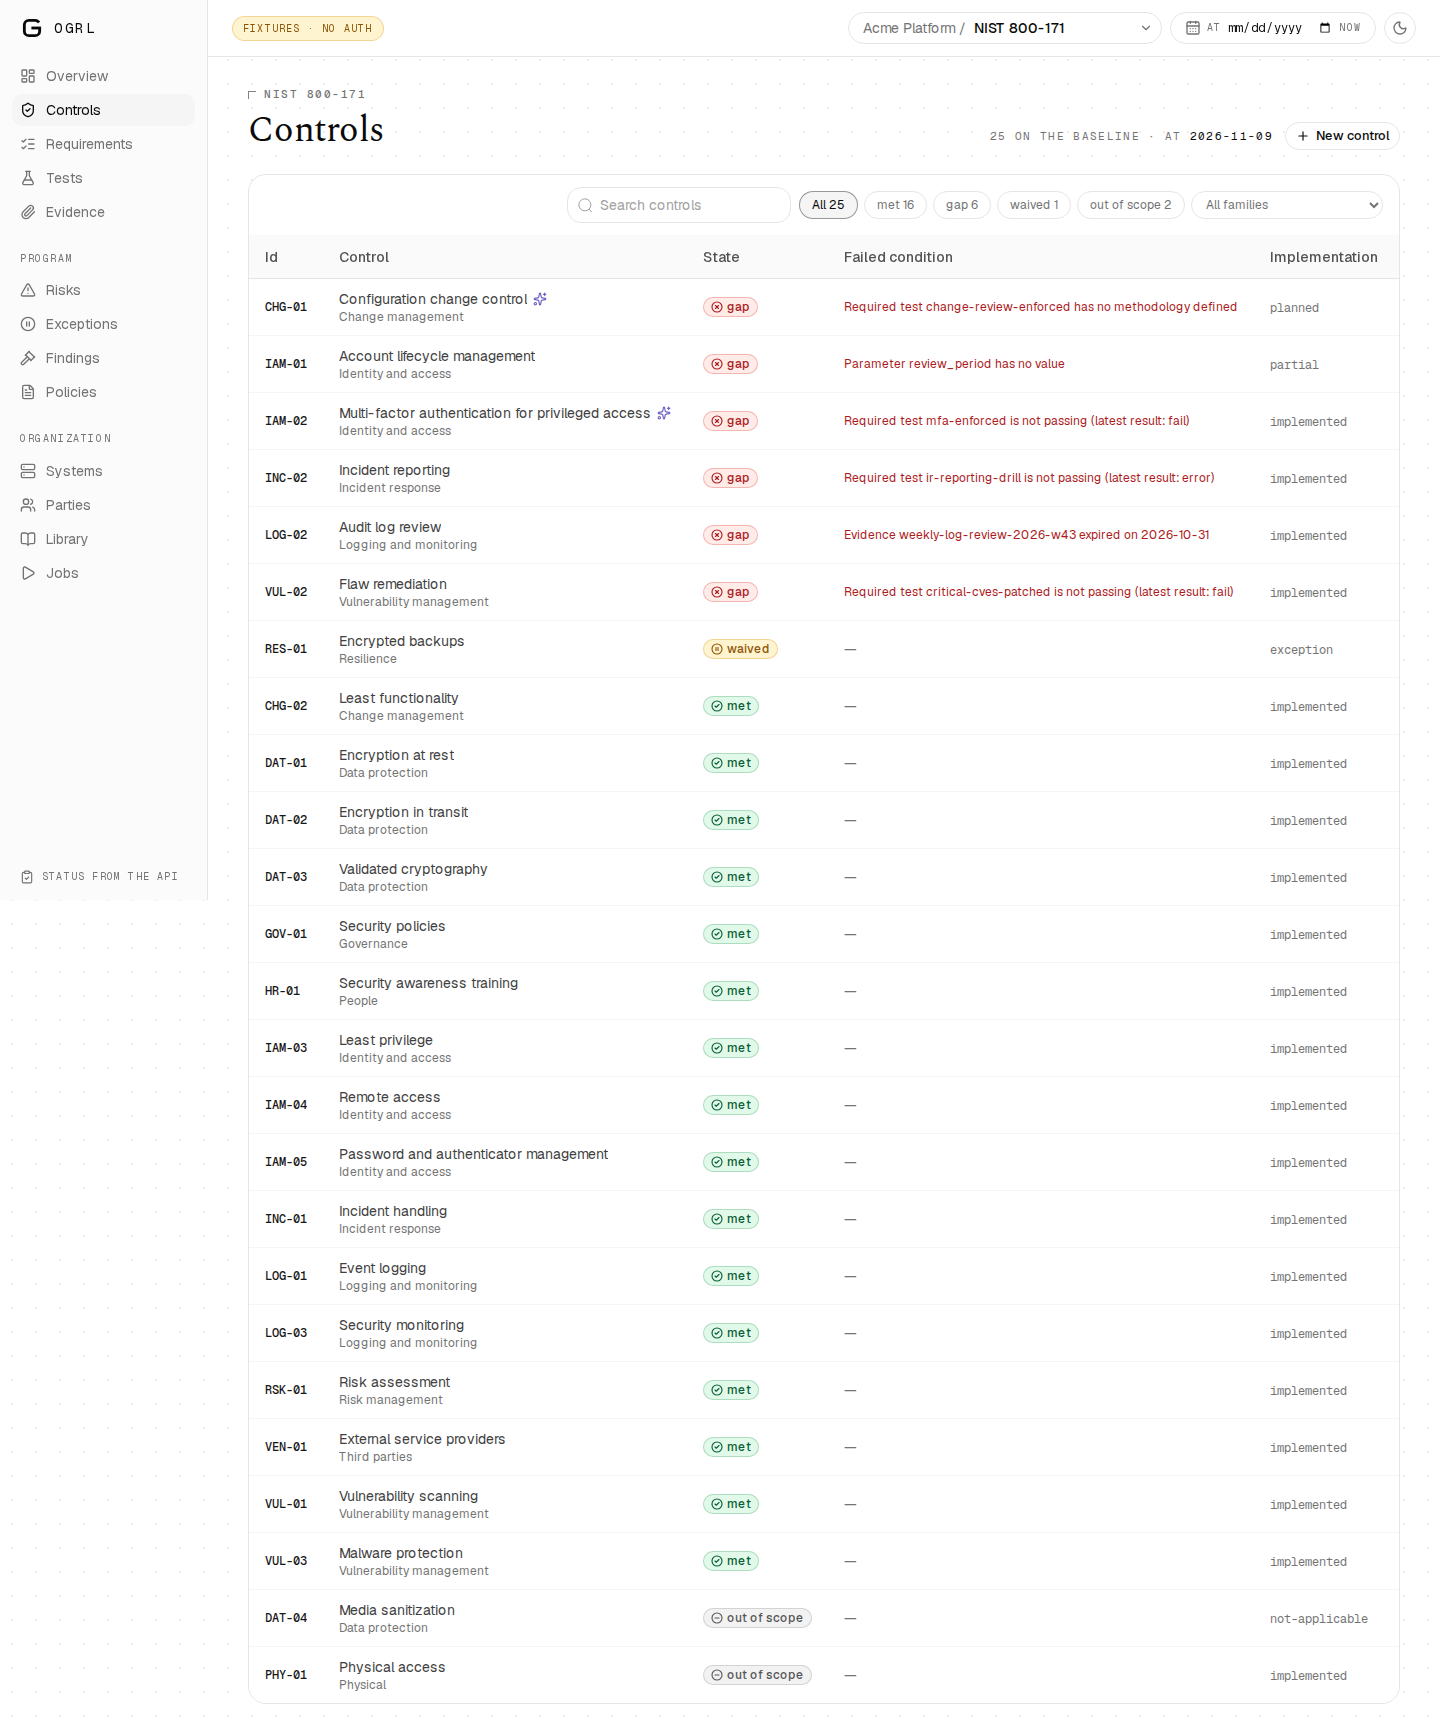 OGRL
FIXTURES · NO AUTH
Acme Platform / NIST 800-171
AT mm/dd/yyyy NOW
Overview
Controls
Requirements
Tests
Evidence
PROGRAM
Risks
Exceptions
Findings
Policies
ORGANIZATION
Systems
Parties
Library
Jobs
STATUS FROM THE API
NIST 800-171
Controls
25 ON THE BASELINE · AT 2026-11-09
New control
Search controls
All 25
met 16
gap 6
waived 1
out of scope 2
All families
Id Control State Failed condition Implementation
CHG-01 Configuration change control gap Required test change-review-enforced has no methodology defined planned
Change management
IAM-01 Account lifecycle management gap Parameter review_period has no value partial
Identity and access
IAM-02 Multi-factor authentication for privileged access gap Required test mfa-enforced is not passing (latest result: fail) implemented
Identity and access
INC-02 Incident reporting gap Required test ir-reporting-drill is not passing (latest result: error) implemented
Incident response
LOG-02 Audit log review gap Evidence weekly-log-review-2026-w43 expired on 2026-10-31 implemented
Logging and monitoring
VUL-02 Flaw remediation gap Required test critical-cves-patched is not passing (latest result: fail) implemented
Vulnerability management
RES-01 Encrypted backups waived — exception
Resilience
CHG-02 Least functionality met — implemented
Change management
DAT-01 Encryption at rest met — implemented
Data protection
DAT-02 Encryption in transit met — implemented
Data protection
DAT-03 Validated cryptography met — implemented
Data protection
GOV-01 Security policies met — implemented
Governance
HR-01 Security awareness training met — implemented
People
IAM-03 Least privilege met — implemented
Identity and access
IAM-04 Remote access met — implemented
Identity and access
IAM-05 Password and authenticator management met — implemented
Identity and access
INC-01 Incident handling met — implemented
Incident response
LOG-01 Event logging met — implemented
Logging and monitoring
LOG-03 Security monitoring met — implemented
Logging and monitoring
RSK-01 Risk assessment met — implemented
Risk management
VEN-01 External service providers met — implemented
Third parties
VUL-01 Vulnerability scanning met — implemented
Vulnerability management
VUL-03 Malware protection met — implemented
Vulnerability management
DAT-04 Media sanitization out of scope — not-applicable
Data protection
PHY-01 Physical access out of scope — implemented
Physical